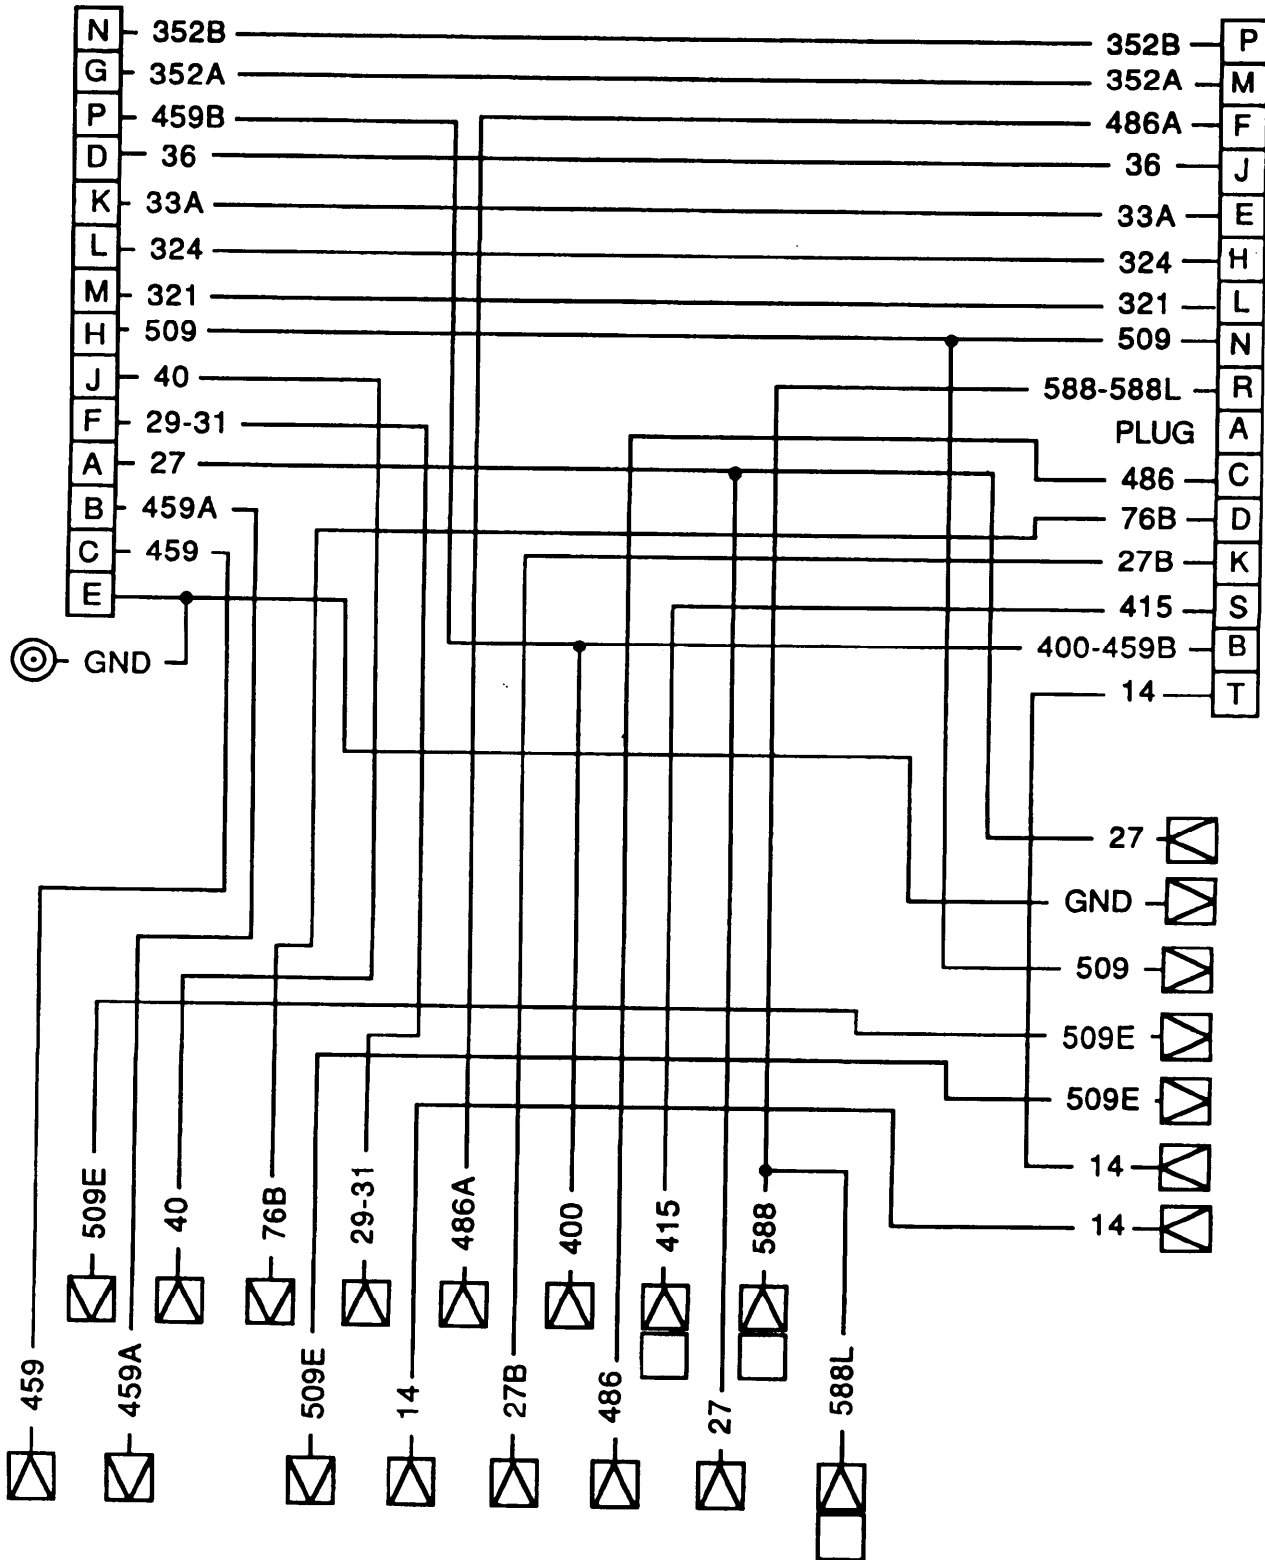 N 352B 352B P
G 352A 352A M
P 459B 486A F
D 36 36 J
K 33A 33A E
L 324 324 H
M 321 321 L
H 509 509 N
J 40 588-588L R
F 29-31 PLUG A
A 27 486 C
B 459A 76B D
C 459 27B K
E 415 S
GND 400-459B B
14 T
27
GND
509
509E
509E
14
14
509E
40
76B
29-31
486A
400
415
588
459
459A
509E
14
27B
486
27
588L